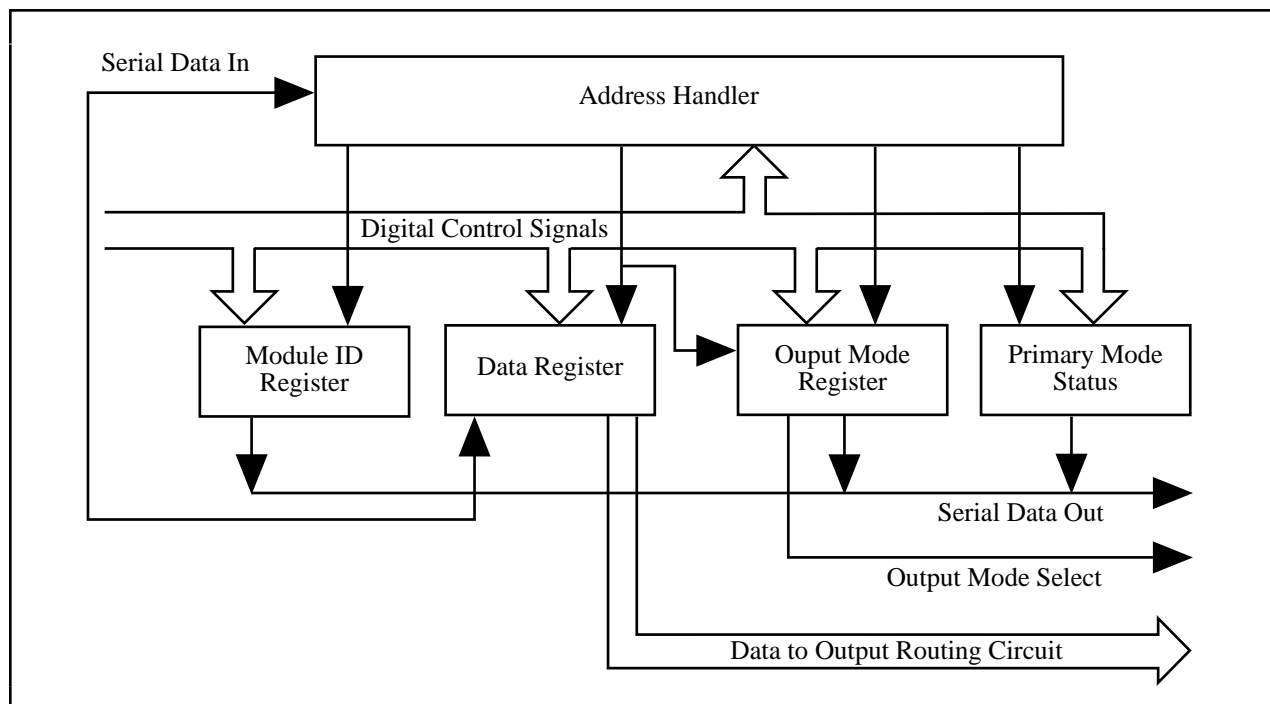 Serial Data In
Address Handler
Digital Control Signals
Module ID
Register
Data Register
Ouput Mode
Register
Primary Mode
Status
Serial Data Out
Output Mode Select
Data to Output Routing Circuit